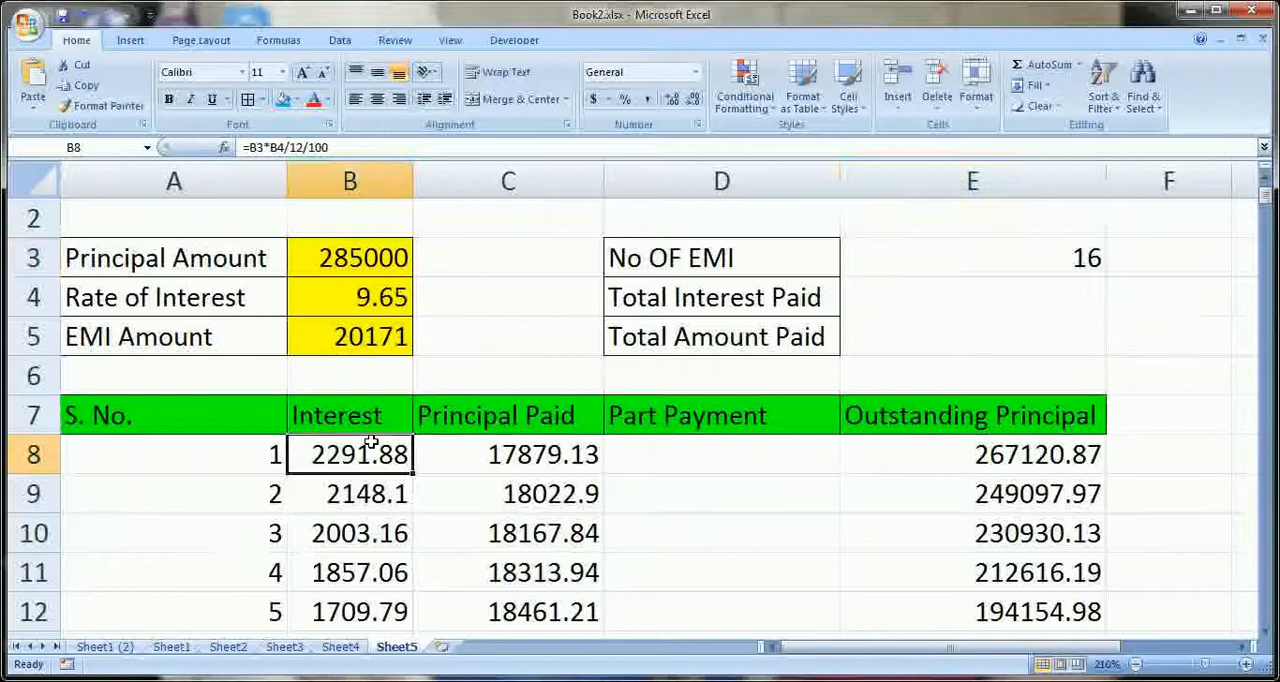 Book2.xlsx - Microsoft Excel
Home Insert Page Layout Formulas Data Review View Developer
Paste
Cut
Copy
Format Painter
Clipboard
Calibri 11
B I U
Font
Wrap Text
Merge & Center
Alignment
General
$ % ,
Number
Conditional Formatting
Format as Table
Cell Styles
Styles
Insert Delete Format
Cells
Σ AutoSum
Fill
Clear
Sort & Filter
Find & Select
Editing
B8 fx =B3*B4/12/100
A B C D E F
2
3 Principal Amount 285000 No OF EMI 16
4 Rate of Interest 9.65 Total Interest Paid
5 EMI Amount 20171 Total Amount Paid
6
7 S. No. Interest Principal Paid Part Payment Outstanding Principal
8 1 2291.88 17879.13 267120.87
9 2 2148.1 18022.9 249097.97
10 3 2003.16 18167.84 230930.13
11 4 1857.06 18313.94 212616.19
12 5 1709.79 18461.21 194154.98
Sheet1 (2) Sheet1 Sheet2 Sheet3 Sheet4 Sheet5
Ready 210%